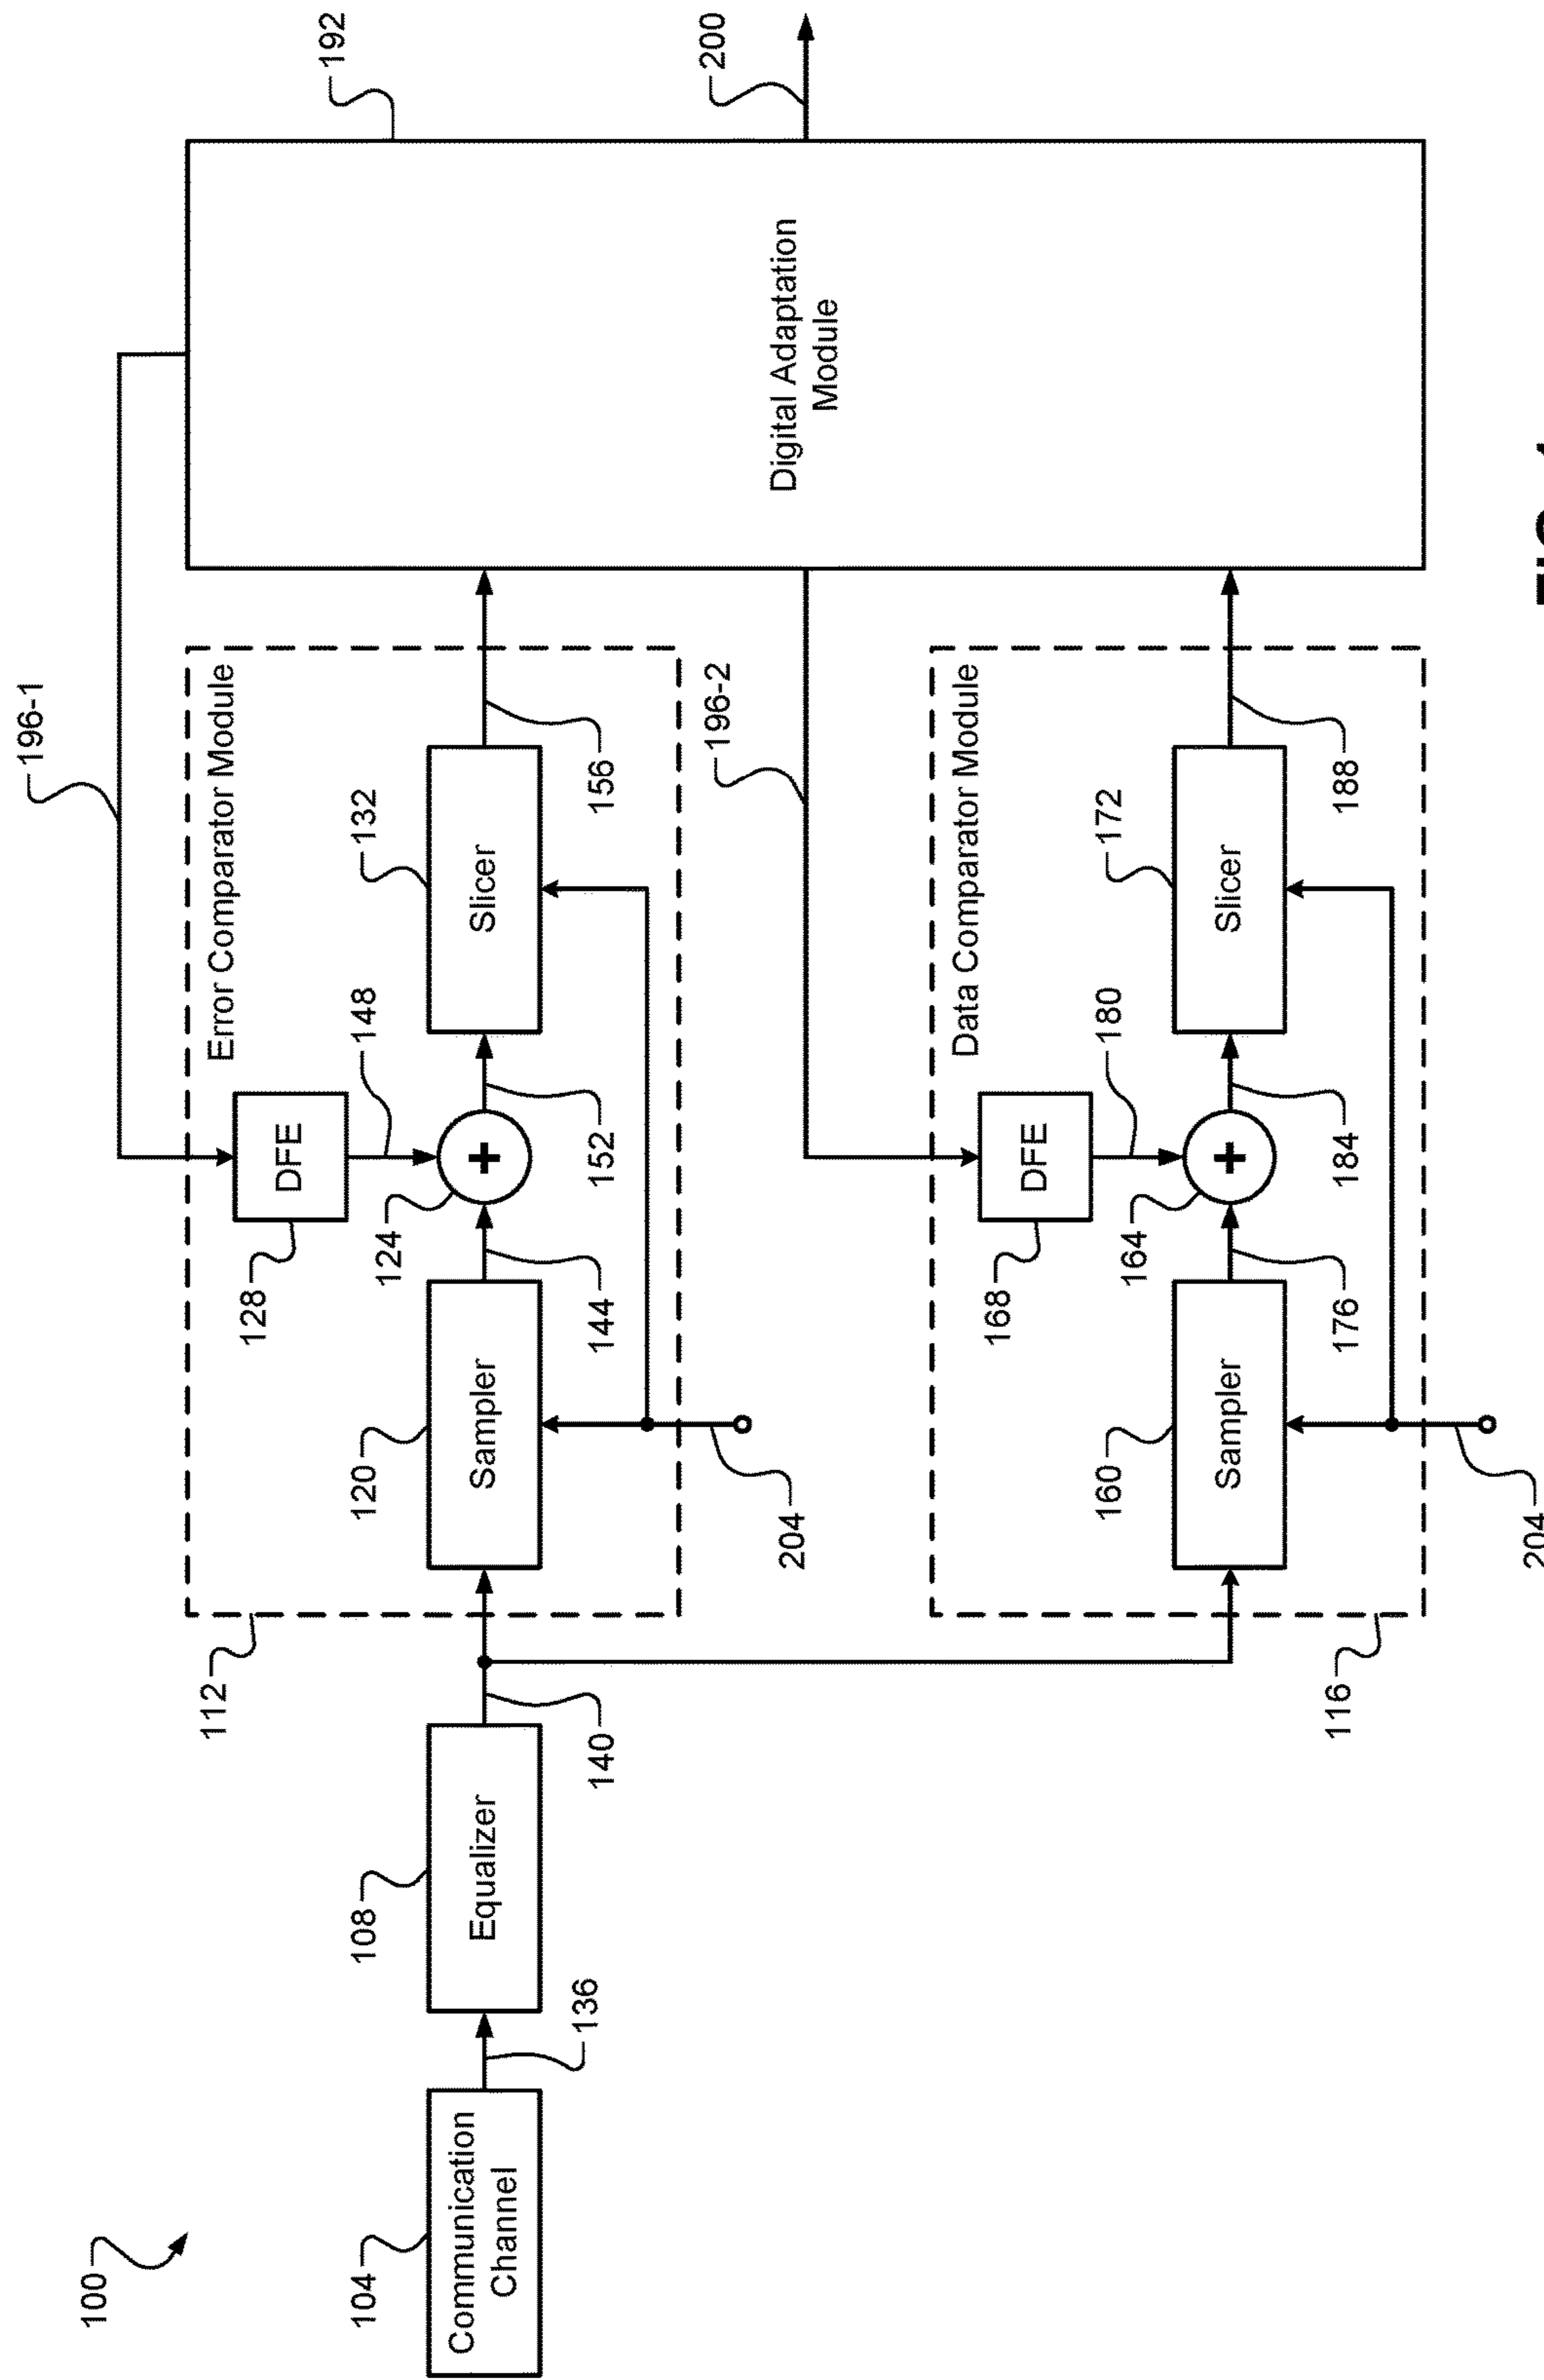 100
104
Communication
Channel
136
108
Equalizer
140
112
Error Comparator Module
120
Sampler
144
124
128
DFE
148
152
132
Slicer
156
204
196-1
116
Data Comparator Module
160
Sampler
176
164
168
DFE
180
184
172
Slicer
188
204
196-2
192
Digital Adaptation
Module
200